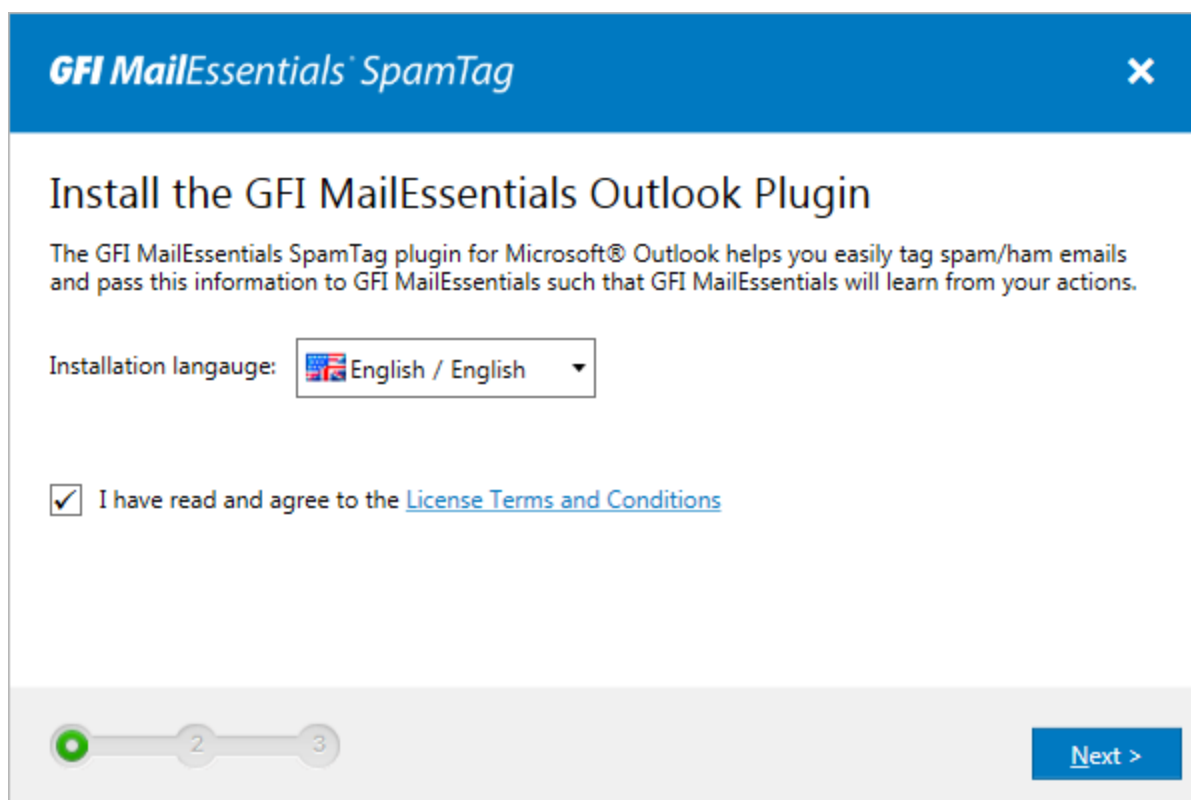 GFI MailEssentials SpamTag
Install the GFI MailEssentials Outlook Plugin
The GFI MailEssentials SpamTag plugin for Microsoft® Outlook helps you easily tag spam/ham emails
and pass this information to GFI MailEssentials such that GFI MailEssentials will learn from your actions.
Installation langauge: English / English
I have read and agree to the License Terms and Conditions
2 3
Next >